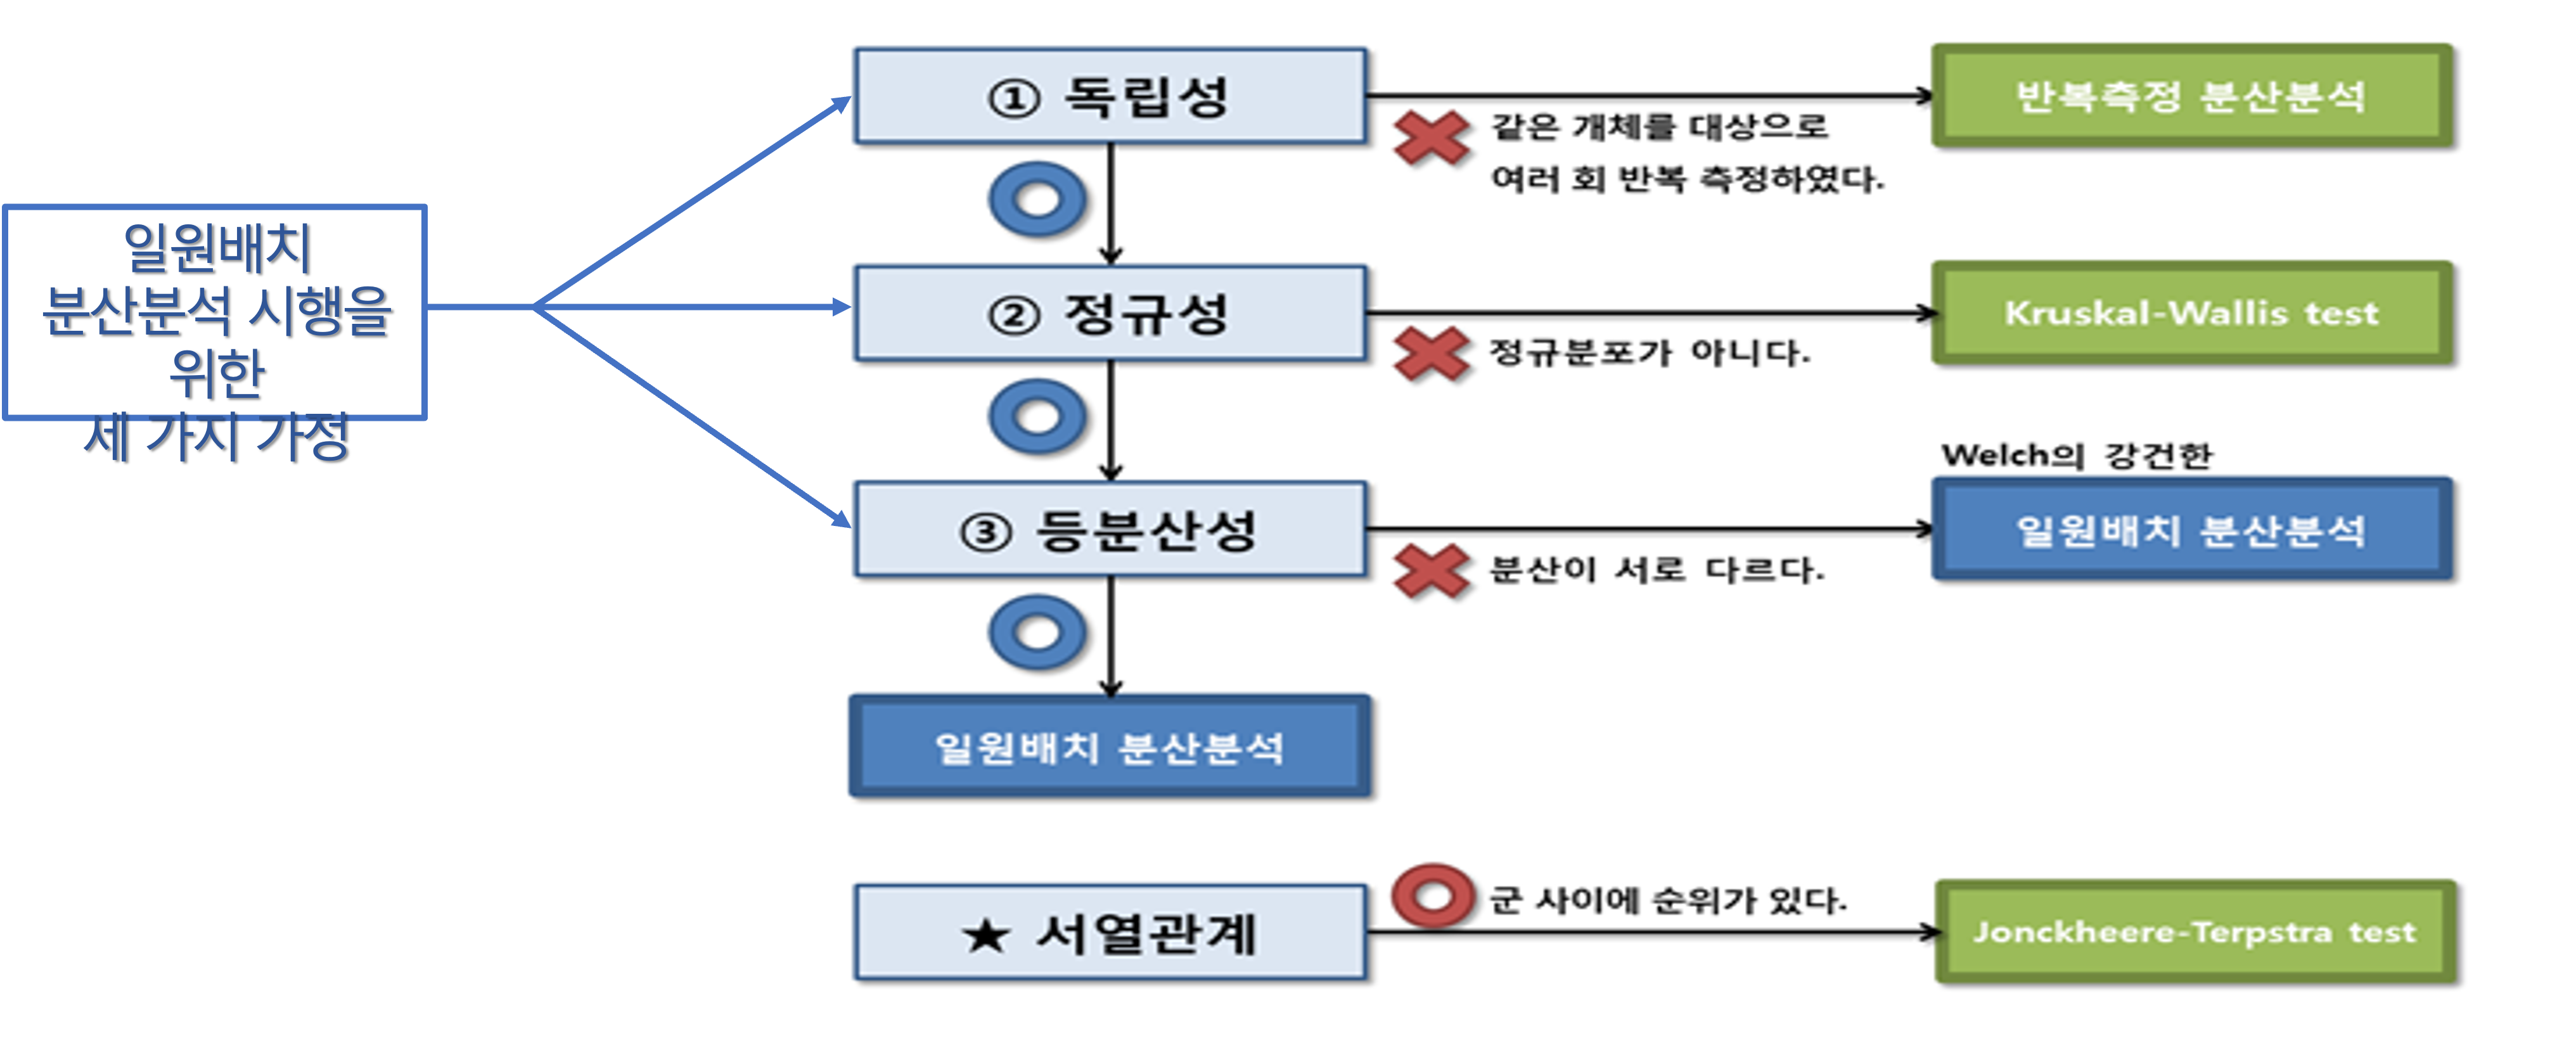 일원배치
분산분석 시행을
위한
세 가지 가정
① 독립성
같은 개체를 대상으로
여러 회 반복 측정하였다.
반복측정 분산분석
② 정규성
정규분포가 아니다.
Kruskal-Wallis test
③ 등분산성
분산이 서로 다르다.
Welch의 강건한
일원배치 분산분석
일원배치 분산분석
★ 서열관계
군 사이에 순위가 있다.
Jonckheere-Terpstra test